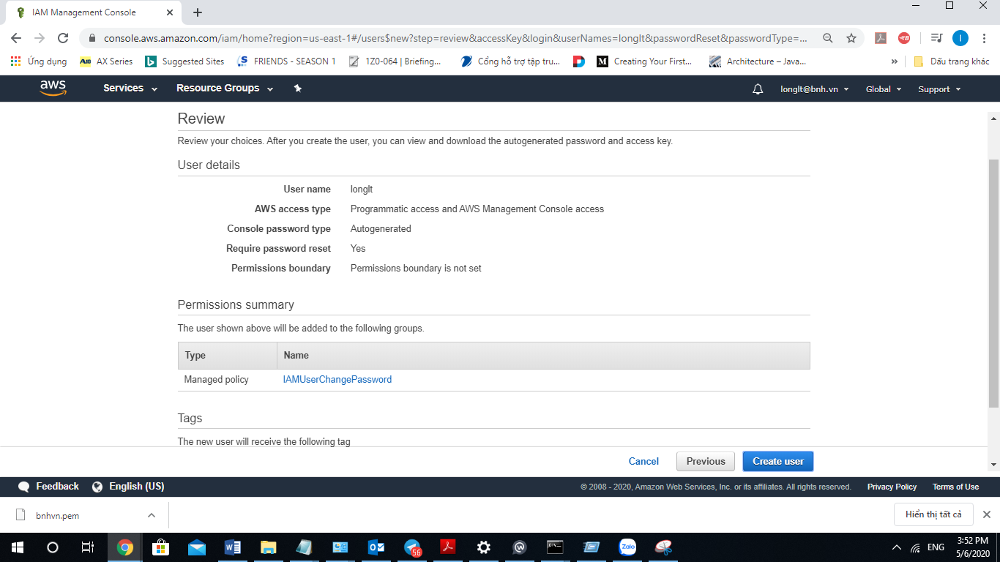 IAM Management Console
console.aws.amazon.com/iam/home?region=us-east-1#/users$new?step=review&accessKey&login&userNames=longlt&passwordReset&passwordType=...
I
Ứng dụng AX Series Suggested Sites FRIENDS - SEASON 1 1Z0-064 | Briefing... Cổng hỗ trợ tập tru... Creating Your First... Architecture – Java... » Dấu trang khác
aws Services Resource Groups longlt@bnh.vn Global Support
Review
Review your choices. After you create the user, you can view and download the autogenerated password and access key.
User details
User name longlt
AWS access type Programmatic access and AWS Management Console access
Console password type Autogenerated
Require password reset Yes
Permissions boundary Permissions boundary is not set
Permissions summary
The user shown above will be added to the following groups.
Type Name
Managed policy IAMUserChangePassword
Tags
The new user will receive the following tag
Cancel Previous Create user
Feedback English (US) © 2008 - 2020, Amazon Web Services, Inc. or its affiliates. All rights reserved. Privacy Policy Terms of Use
bnhvn.pem Hiển thị tất cả
56 Zalo ENG 3:52 PM
5/6/2020